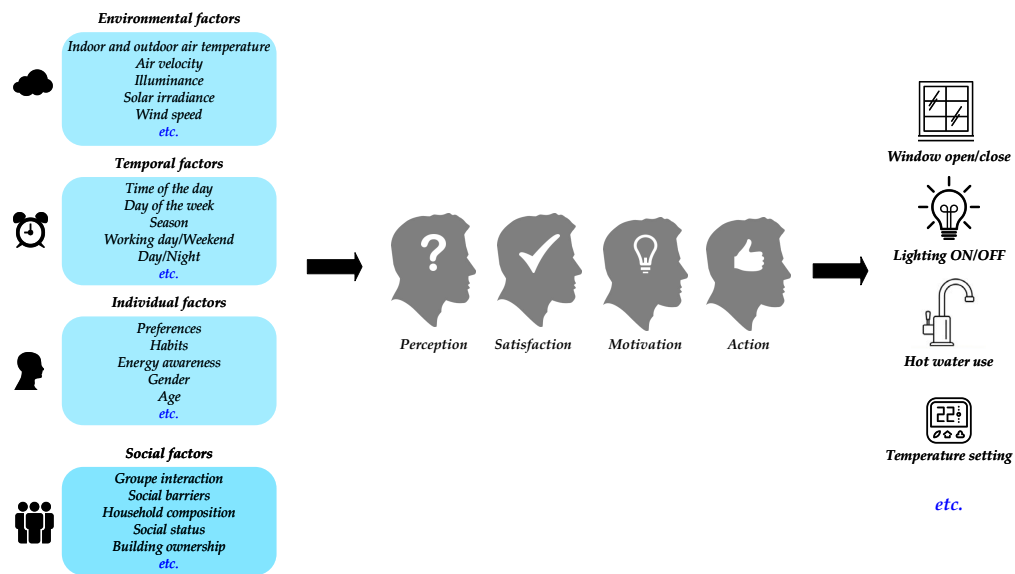 Environmental factors
Indoor and outdoor air temperature
Air velocity
Illuminance
Solar irradiance
Wind speed
etc.
Temporal factors
Time of the day
Day of the week
Season
Working day/Weekend
Day/Night
etc.
Individual factors
Preferences
Habits
Energy awareness
Gender
Age
etc.
Social factors
Groupe interaction
Social barriers
Household composition
Social status
Building ownership
etc.
Perception
Satisfaction
Motivation
Action
Window open/close
Lighting ON/OFF
Hot water use
22
Temperature setting
etc.